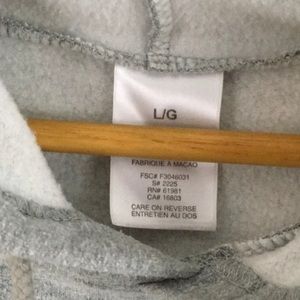 L/G
FABRIQUÉ À MACAO
FSC# F3046031
S# 2225
RN# 61981
CA# 16803
CARE ON REVERSE
ENTRETIEN AU DOS